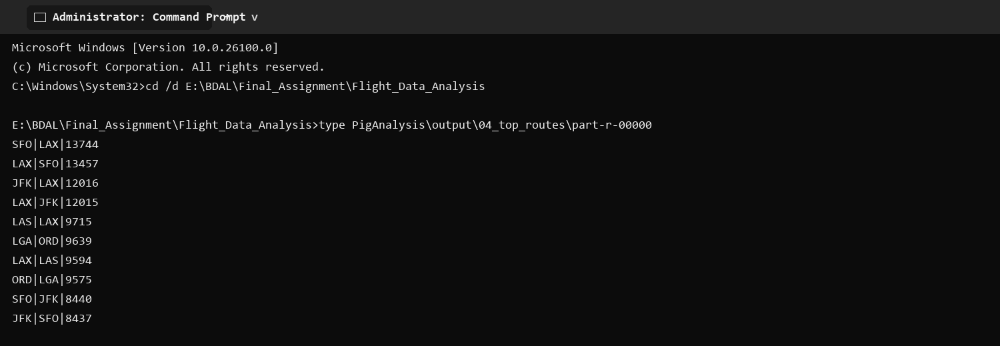 Administrator: Command Prompt v
Microsoft Windows [Version 10.0.26100.0]
(c) Microsoft Corporation. All rights reserved.
C:\Windows\System32>cd /d E:\BDAL\Final_Assignment\Flight_Data_Analysis
E:\BDAL\Final_Assignment\Flight_Data_Analysis>type PigAnalysis\output\04_top_routes\part-r-00000
SFO|LAX|13744
LAX|SFO|13457
JFK|LAX|12016
LAX|JFK|12015
LAS|LAX|9715
LGA|ORD|9639
LAX|LAS|9594
ORD|LGA|9575
SFO|JFK|8440
JFK|SFO|8437